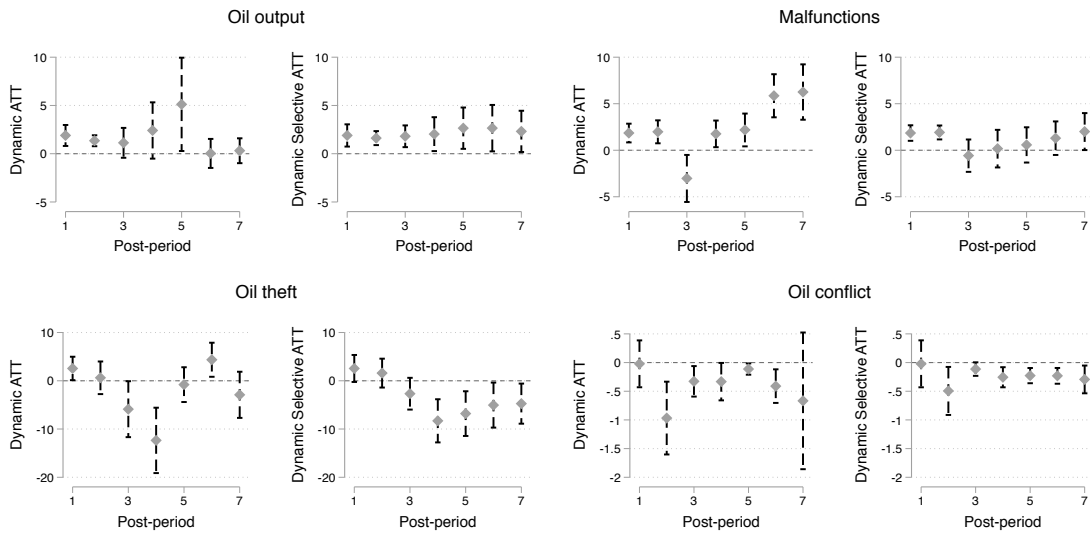 Oil output
Malfunctions
Dynamic ATT
10
5
0
-5
1 3 5 7
Post-period
Dynamic Selective ATT
10
5
0
-5
1 3 5 7
Post-period
Dynamic ATT
10
5
0
-5
1 3 5 7
Post-period
Dynamic Selective ATT
10
5
0
-5
1 3 5 7
Post-period
Oil theft
Oil conflict
Dynamic ATT
10
0
-10
-20
1 3 5 7
Post-period
Dynamic Selective ATT
10
0
-10
-20
1 3 5 7
Post-period
Dynamic ATT
.5
0
-.5
-1
-1.5
-2
1 3 5 7
Post-period
Dynamic Selective ATT
.5
0
-.5
-1
-1.5
-2
1 3 5 7
Post-period